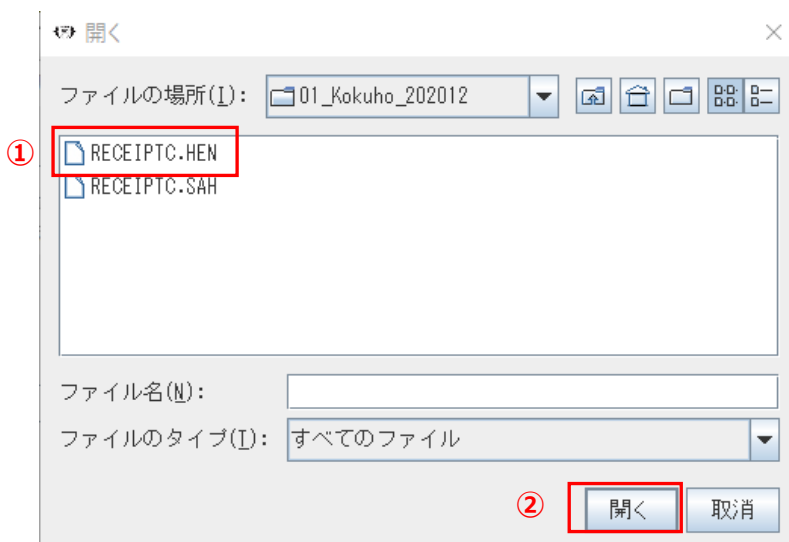 開く
ファイルの場所(I): 01_Kokuho_202012
① RECEIPTC.HEN
RECEIPTC.SAH
ファイル名(N):
ファイルのタイプ(T): すべてのファイル
② 開く 取消